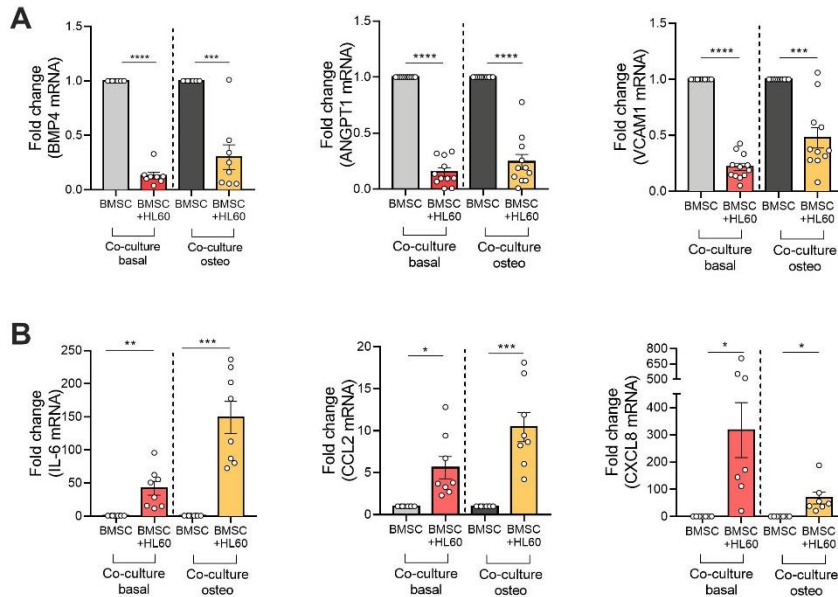 A
Fold change
(BMP4 mRNA)
1.5
1.0
0.5
0.0
****
***
BMSC
BMSC
+HL60
BMSC
BMSC
+HL60
Co-culture
basal
Co-culture
osteo
Fold change
(ANGPT1 mRNA)
1.5
1.0
0.5
0.0
****
****
BMSC
BMSC
+HL60
BMSC
BMSC
+HL60
Co-culture
basal
Co-culture
osteo
Fold change
(VCAM1 mRNA)
1.5
1.0
0.5
0.0
****
***
BMSC
BMSC
+HL60
BMSC
BMSC
+HL60
Co-culture
basal
Co-culture
osteo
B
Fold change
(IL-6 mRNA)
250
200
150
100
50
0
**
***
BMSC
BMSC
+HL60
BMSC
BMSC
+HL60
Co-culture
basal
Co-culture
osteo
Fold change
(CCL2 mRNA)
20
15
10
5
0
*
***
BMSC
BMSC
+HL60
BMSC
BMSC
+HL60
Co-culture
basal
Co-culture
osteo
Fold change
(CXCL8 mRNA)
800
700
600
500
400
300
200
100
0
*
*
BMSC
BMSC
+HL60
BMSC
BMSC
+HL60
Co-culture
basal
Co-culture
osteo